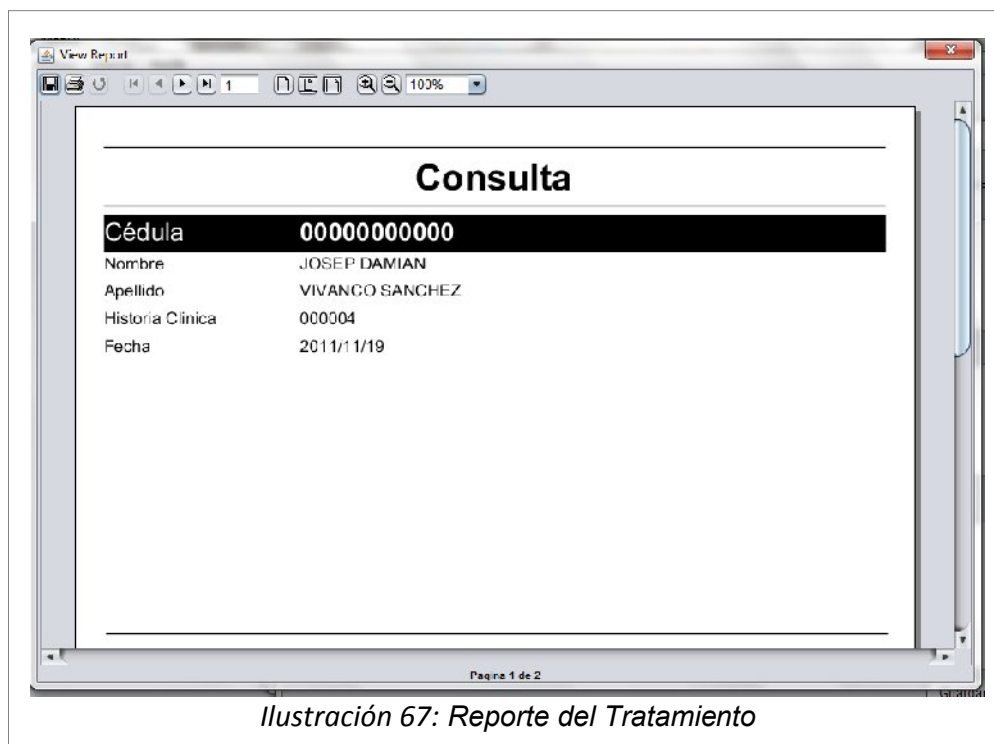 View Report
1 100%
Consulta
Cédula 00000000000
Nombre JOSEP DAMIAN
Apellido VIVANCO SANCHEZ
Historia Clinica 000004
Fecha 2011/11/19
Pagina 1 de 2
Ilustración 67: Reporte del Tratamiento